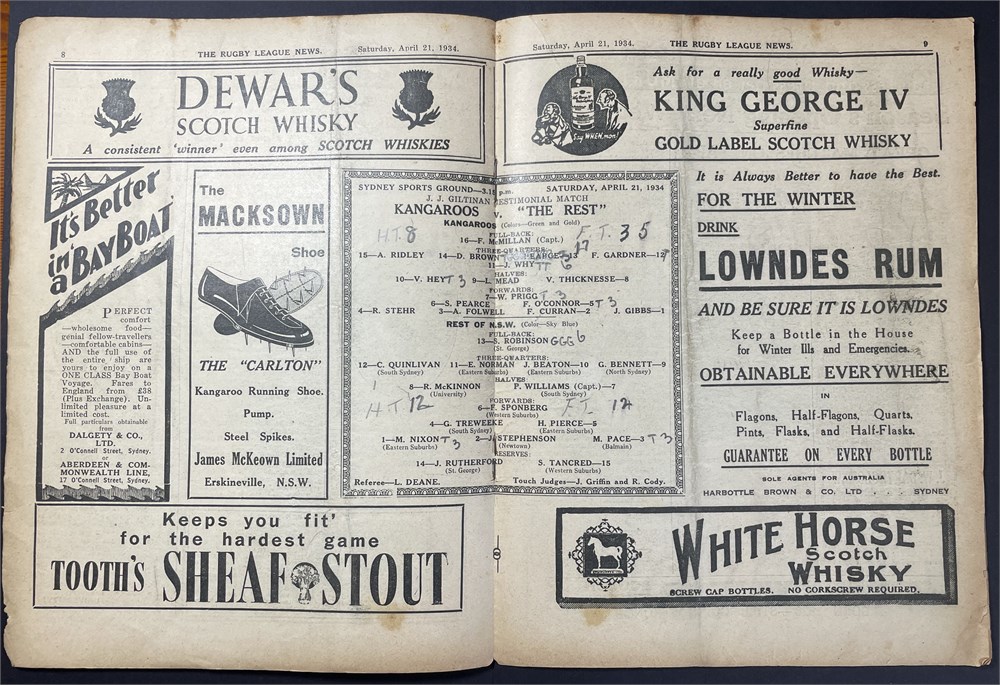 8
THE RUGBY LEAGUE NEWS.
Saturday, April 21, 1934.
DEWAR'S
SCOTCH WHISKY
A consistent 'winner' even among SCOTCH WHISKIES
It's Better
in a BAY BOAT
PERFECT
comfort
—wholesome food—
genial fellow-travellers
—comfortable cabins—
AND the full use of
the entire ship are
yours to enjoy on a
ONE CLASS Bay Boat
Voyage. Fares to
England from £38
(Plus Exchange). Un-
limited pleasure at a
limited cost.
Full particulars obtainable
from
DALGETY & CO.,
LTD.
2 O'Connell Street, Sydney.
or
ABERDEEN & COM-
MONWEALTH LINE,
17 O'Connell Street, Sydney.
The
MACKSOWN
Shoe
THE "CARLTON"
Kangaroo Running Shoe.
Pump.
Steel Spikes.
James McKeown Limited
Erskineville, N.S.W.
Keeps you fit'
for the hardest game
TOOTH'S SHEAF STOUT
SYDNEY SPORTS GROUND—3.15 p.m. SATURDAY, APRIL 21, 1934
J. J. GILTINAN TESTIMONIAL MATCH
KANGAROOS v. "THE REST"
KANGAROOS (Colors—Green and Gold)
H.T. 8 F.T. 35
FULL-BACK:
16—F. McMILLAN (Capt.)
THREE-QUARTERS:
15—A. RIDLEY 14—D. BROWN 13 F. GARDNER—12
11—J. WHY TT 6
HALVES:
10—V. HEY T 3 9—L. MEAD V. THICKNESSE—8
FORWARDS:
7—W. PRIGG T 3
6—S. PEARCE F. O'CONNOR—5 T 3
4—R. STEHR 3—A. FOLWELL F. CURRAN—2 J. GIBBS—1
REST OF N.S.W. (Color—Sky Blue)
FULL-BACK:
13—S. ROBINSON GGG 6
(St. George)
THREE-QUARTERS:
12—C. QUINLIVAN 11—E. NORMAN J. BEATON—10 G. BENNETT—9
(South Sydney) (Eastern Suburbs) (Eastern Suburbs) (North Sydney)
HALVES:
8—R. McKINNON P. WILLIAMS (Capt.)—7
(University) (South Sydney)
FORWARDS:
H.T. 12 6—F. SPONBERG F.T. 12
(Western Suburbs)
4—G. TREWEEKE H. PIERCE—5
(South Sydney) (Eastern Suburbs)
1—M. NIXON T 3 2—J. STEPHENSON M. PACE—3 T 3
(Eastern Suburbs) (Newtown) (Balmain)
RESERVES:
14—J. RUTHERFORD S. TANCRED—15
(St. George) (Western Suburbs)
Referee—L. DEANE. Touch Judges—J. Griffin and R. Cody.
Saturday, April 21, 1934.
THE RUGBY LEAGUE NEWS.
9
Say WHEN, mon!
Ask for a really good Whisky—
KING GEORGE IV
Superfine
GOLD LABEL SCOTCH WHISKY
It is Always Better to have the Best.
FOR THE WINTER
DRINK
LOWNDES RUM
AND BE SURE IT IS LOWNDES
Keep a Bottle in the House
for Winter Ills and Emergencies.
OBTAINABLE EVERYWHERE
IN
Flagons, Half-Flagons, Quarts,
Pints, Flasks, and Half-Flasks.
GUARANTEE ON EVERY BOTTLE
SOLE AGENTS FOR AUSTRALIA
HARBOTTLE BROWN & CO. LTD . . . SYDNEY
WHITE HORSE
Scotch
WHISKY
SCREW CAP BOTTLES. NO CORKSCREW REQUIRED.